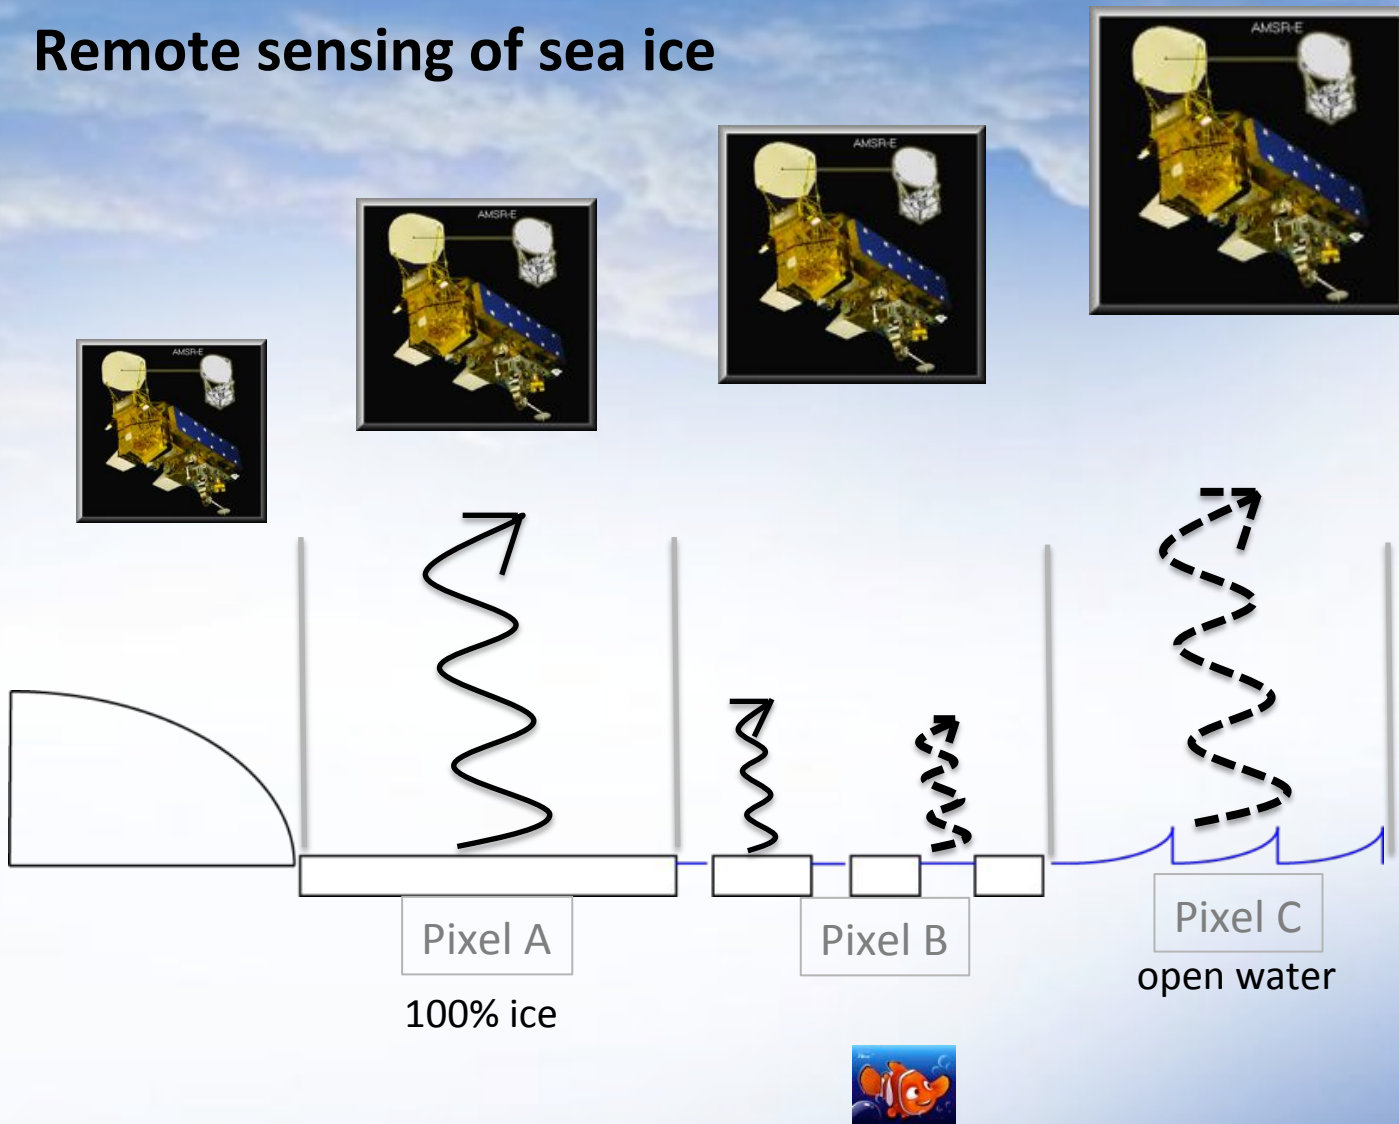 Remote sensing of sea ice
AMSR-E
AMSR-E
AMSR-E
AMSR-E
Pixel A
Pixel B
Pixel C
100% ice
open water